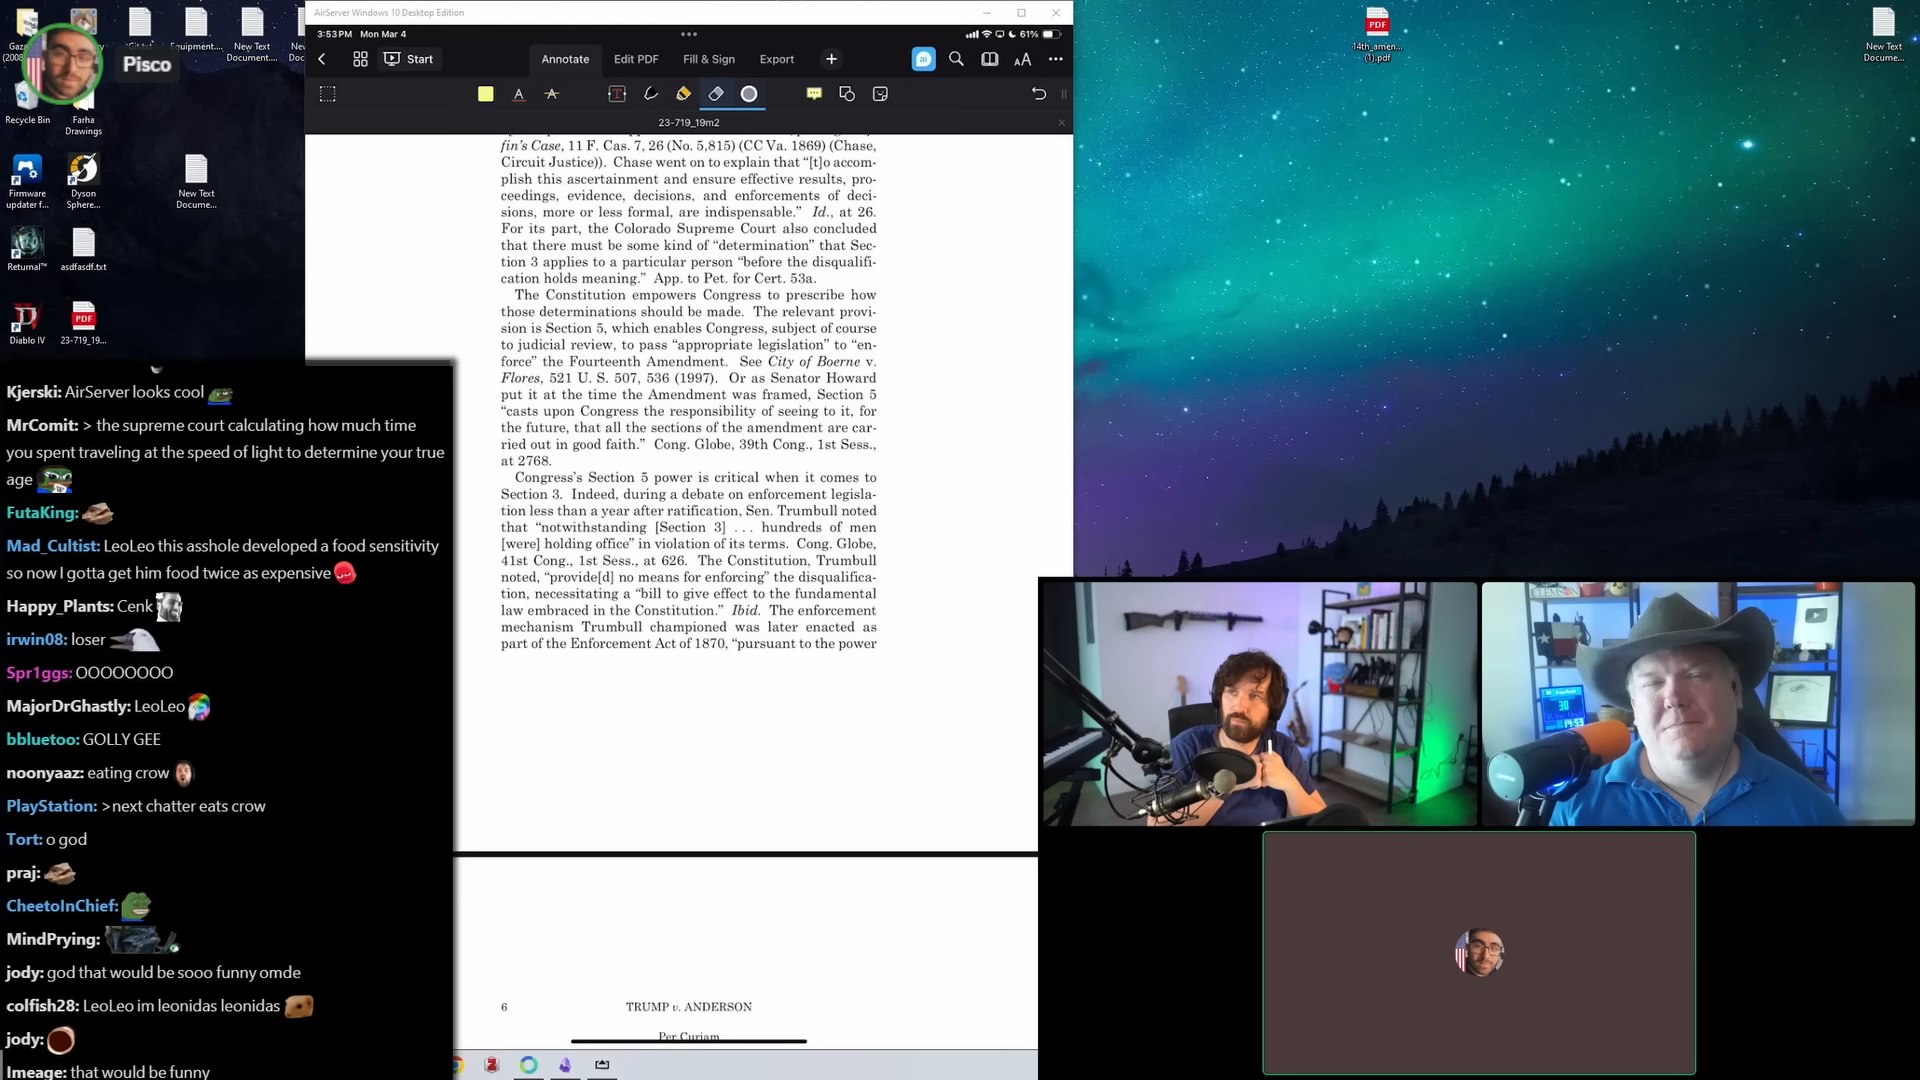 AirServer Windows 10 Desktop Edition
3:53PM Mon Mar 4
61%
Start
Annotate
Edit PDF
Fill & Sign
Export
23-719_19m2
Pisco
(2008
Equipment....
New Text
Document....
Recycle Bin
Farha
Drawings
Firmware
updater f...
Dyson
Sphere...
New Text
Docume...
Returnal™
asdfasdf.txt
Diablo IV
PDF
23-719_19...
PDF
14th_amen...
(1).pdf
New Text
Docume...
fin's Case, 11 F. Cas. 7, 26 (No. 5,815) (CC Va. 1869) (Chase,
Circuit Justice)). Chase went on to explain that “[t]o accom-
plish this ascertainment and ensure effective results, pro-
ceedings, evidence, decisions, and enforcements of deci-
sions, more or less formal, are indispensable.” Id., at 26.
For its part, the Colorado Supreme Court also concluded
that there must be some kind of “determination” that Sec-
tion 3 applies to a particular person “before the disqualifi-
cation holds meaning.” App. to Pet. for Cert. 53a.
The Constitution empowers Congress to prescribe how
those determinations should be made. The relevant provi-
sion is Section 5, which enables Congress, subject of course
to judicial review, to pass “appropriate legislation” to “en-
force” the Fourteenth Amendment. See City of Boerne v.
Flores, 521 U. S. 507, 536 (1997). Or as Senator Howard
put it at the time the Amendment was framed, Section 5
“casts upon Congress the responsibility of seeing to it, for
the future, that all the sections of the amendment are car-
ried out in good faith.” Cong. Globe, 39th Cong., 1st Sess.,
at 2768.
Congress’s Section 5 power is critical when it comes to
Section 3. Indeed, during a debate on enforcement legisla-
tion less than a year after ratification, Sen. Trumbull noted
that “notwithstanding [Section 3] . . . hundreds of men
[were] holding office” in violation of its terms. Cong. Globe,
41st Cong., 1st Sess., at 626. The Constitution, Trumbull
noted, “provide[d] no means for enforcing” the disqualifica-
tion, necessitating a “bill to give effect to the fundamental
law embraced in the Constitution.” Ibid. The enforcement
mechanism Trumbull championed was later enacted as
part of the Enforcement Act of 1870, “pursuant to the power
6
TRUMP v. ANDERSON
Per Curiam
Kjerski: AirServer looks cool
MrComit: > the supreme court calculating how much time
you spent traveling at the speed of light to determine your true
age
FutaKing:
Mad_Cultist: LeoLeo this asshole developed a food sensitivity
so now I gotta get him food twice as expensive
Happy_Plants: Cenk
irwin08: loser
Spr1ggs: OOOOOOOO
MajorDrGhastly: LeoLeo
bbluetoo: GOLLY GEE
noonyaaz: eating crow
PlayStation: >next chatter eats crow
Tort: o god
praj:
CheetoInChief:
MindPrying:
jody: god that would be sooo funny omde
colfish28: LeoLeo im leonidas leonidas
jody:
Imeage: that would be funny
CLEMSON
30
14:53